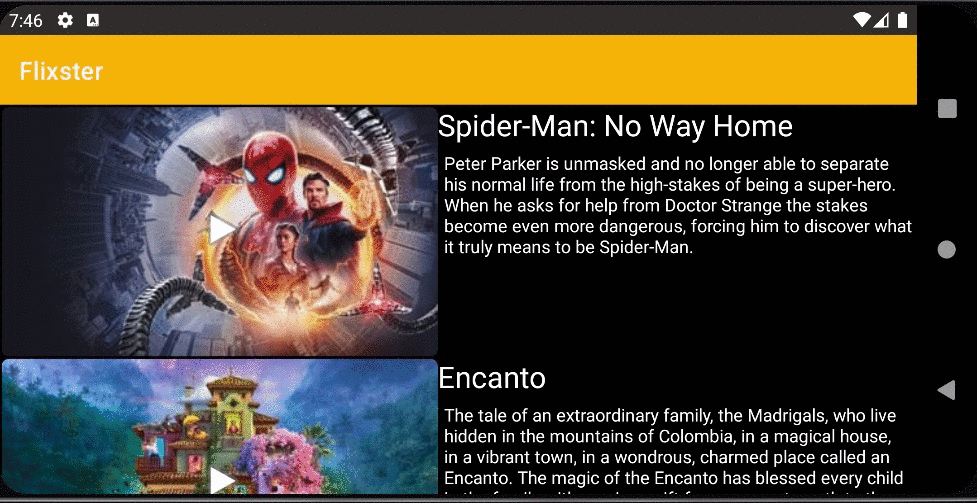 7:46
Flixster
Spider-Man: No Way Home
Peter Parker is unmasked and no longer able to separate
his normal life from the high-stakes of being a super-hero.
When he asks for help from Doctor Strange the stakes
become even more dangerous, forcing him to discover what
it truly means to be Spider-Man.
Encanto
The tale of an extraordinary family, the Madrigals, who live
hidden in the mountains of Colombia, in a magical house,
in a vibrant town, in a wondrous, charmed place called an
Encanto. The magic of the Encanto has blessed every child